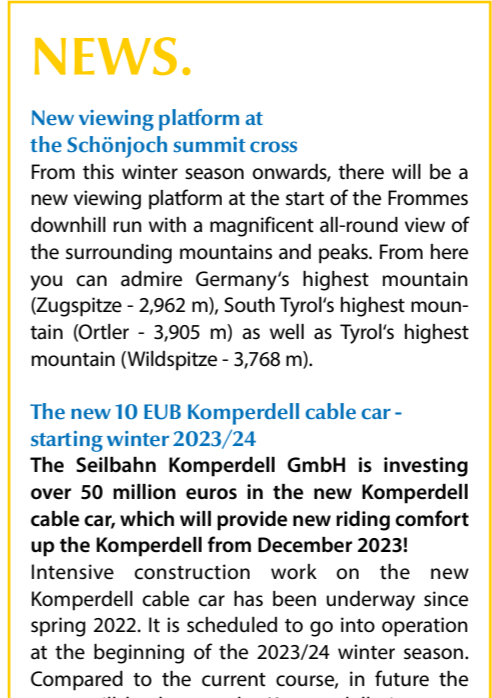 NEWS.
New viewing platform at
the Schönjoch summit cross
From this winter season onwards, there will be a
new viewing platform at the start of the Frommes
downhill run with a magnificent all-round view of
the surrounding mountains and peaks. From here
you can admire Germany‘s highest mountain
(Zugspitze - 2,962 m), South Tyrol‘s highest moun-
tain (Ortler - 3,905 m) as well as Tyrol‘s highest
mountain (Wildspitze - 3,768 m).
The new 10 EUB Komperdell cable car -
starting winter 2023/24
The Seilbahn Komperdell GmbH is investing
over 50 million euros in the new Komperdell
cable car, which will provide new riding comfort
up the Komperdell from December 2023!
Intensive construction work on the new
Komperdell cable car has been underway since
spring 2022. It is scheduled to go into operation
at the beginning of the 2023/24 winter season.
Compared to the current course, in future the